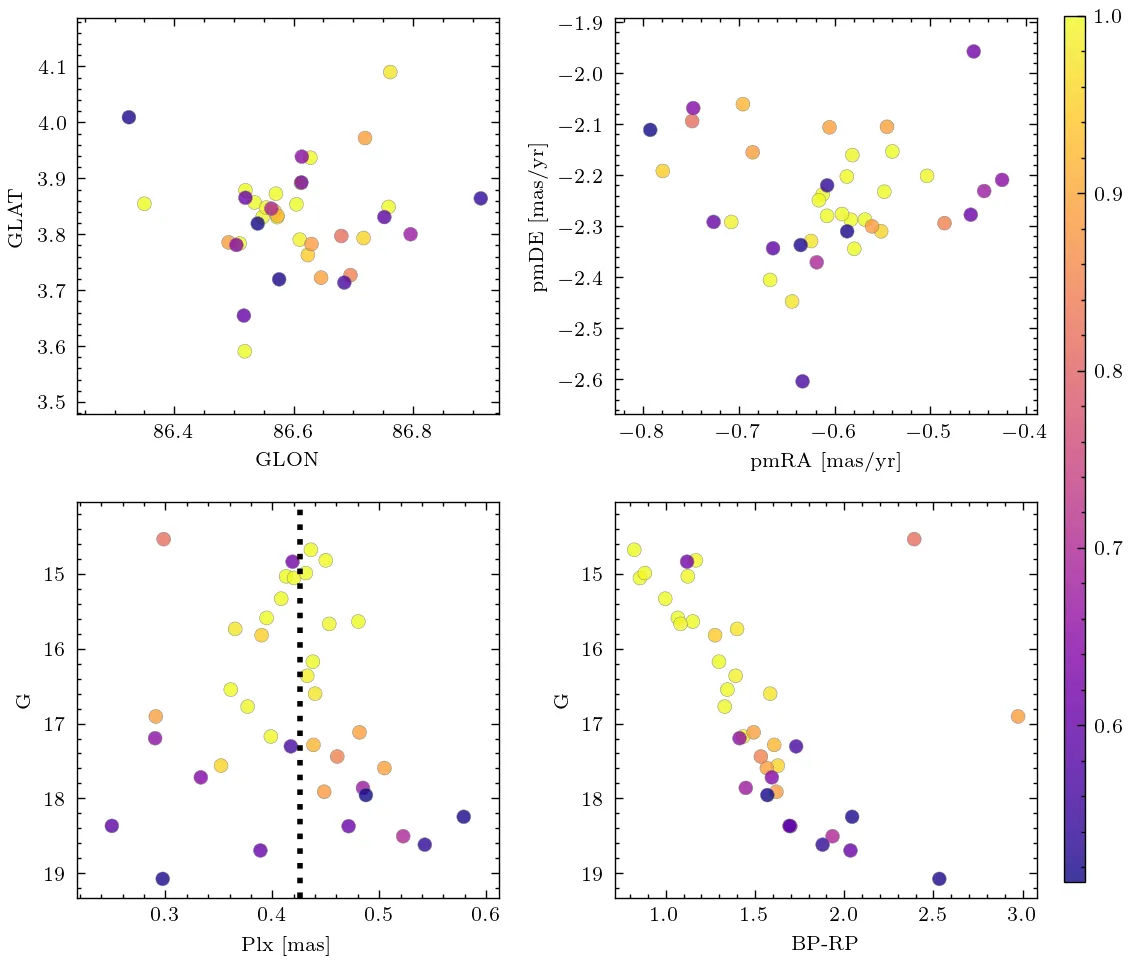 4.1
4.0
3.9
3.8
3.7
3.6
3.5
GLAT
86.4 86.6 86.8
GLON
−1.9
−2.0
−2.1
−2.2
−2.3
−2.4
−2.5
−2.6
pmDE [mas/yr]
−0.8 −0.7 −0.6 −0.5 −0.4
pmRA [mas/yr]
1.0
0.9
0.8
0.7
0.6
15
16
17
18
19
G
0.3 0.4 0.5 0.6
Plx [mas]
15
16
17
18
19
G
1.0 1.5 2.0 2.5 3.0
BP-RP